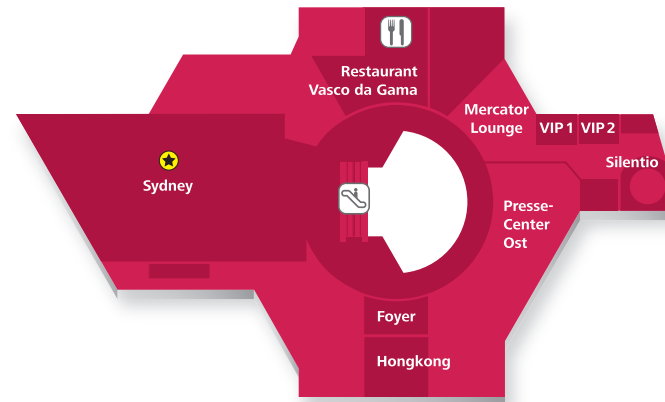 Restaurant
Vasco da Gama
Mercator
Lounge
VIP 1
VIP 2
Silentio
Sydney
Presse-
Center
Ost
Foyer
Hongkong